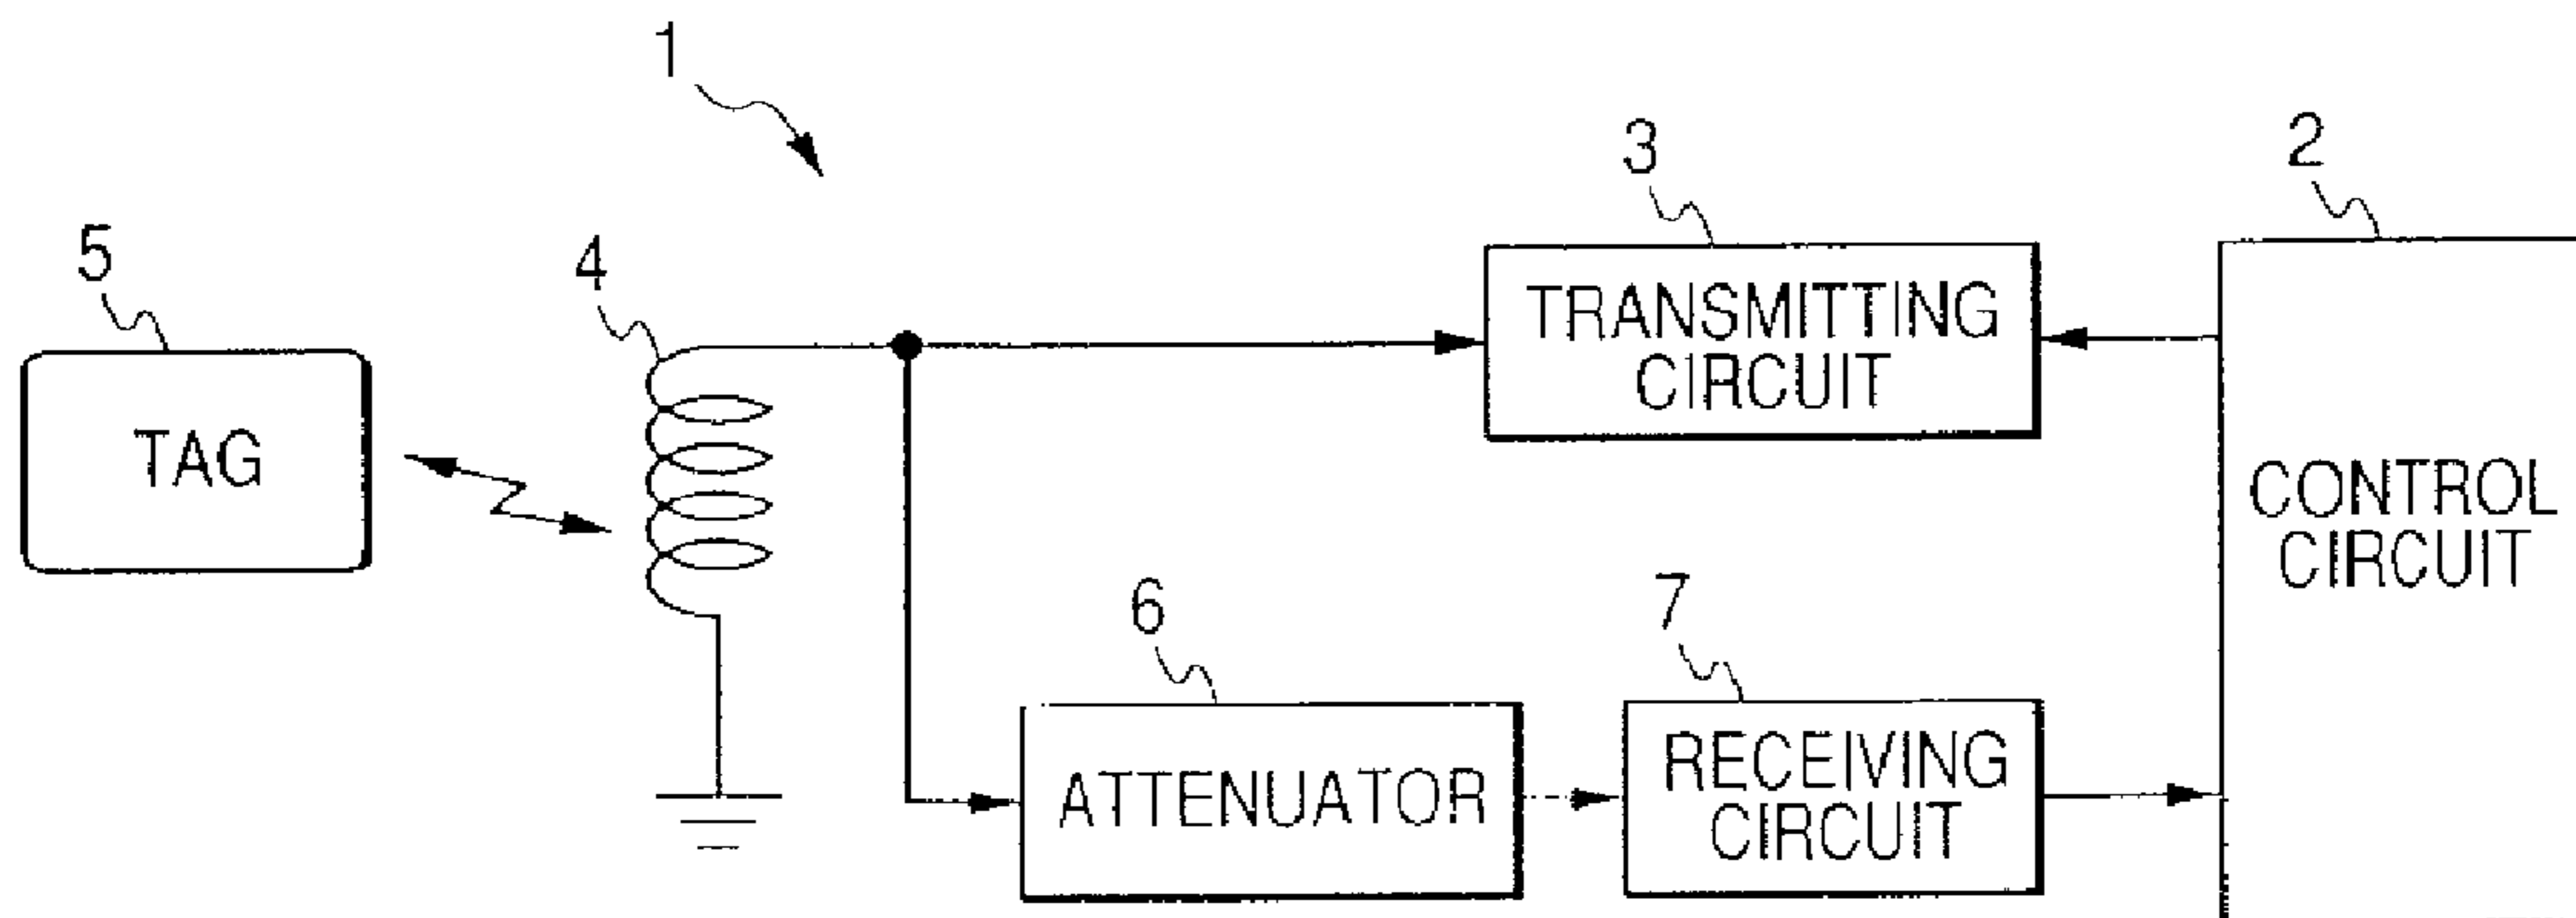 1
3
2
5
4
TRANSMITTING
CIRCUIT
TAG
CONTROL
CIRCUIT
6
7
ATTENUATOR
RECEIVING
CIRCUIT